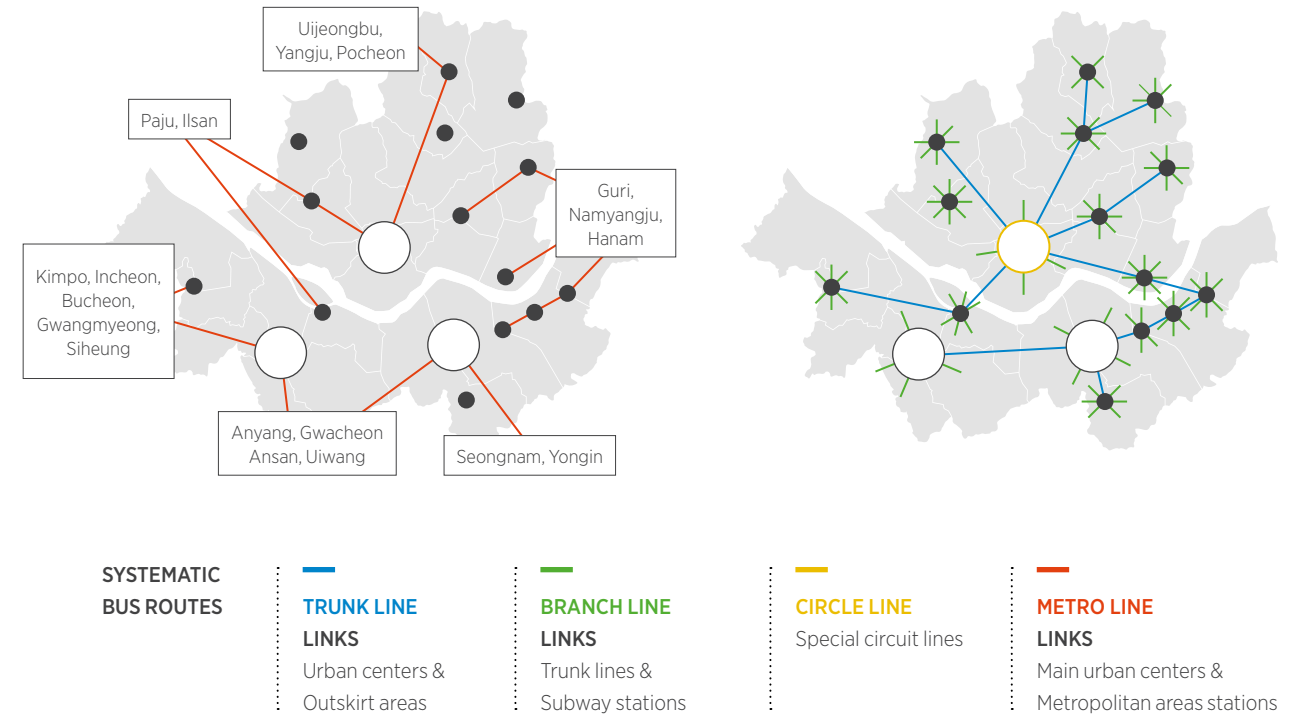 Uijeongbu,
Yangju, Pocheon
Paju, Ilsan
Guri,
Namyangju,
Hanam
Kimpo, Incheon,
Bucheon,
Gwangmyeong,
Siheung
Anyang, Gwacheon
Ansan, Uiwang
Seongnam, Yongin
SYSTEMATIC
BUS ROUTES
TRUNK LINE
LINKS
Urban centers &
Outskirt areas
BRANCH LINE
LINKS
Trunk lines &
Subway stations
CIRCLE LINE
Special circuit lines
METRO LINE
LINKS
Main urban centers &
Metropolitan areas stations